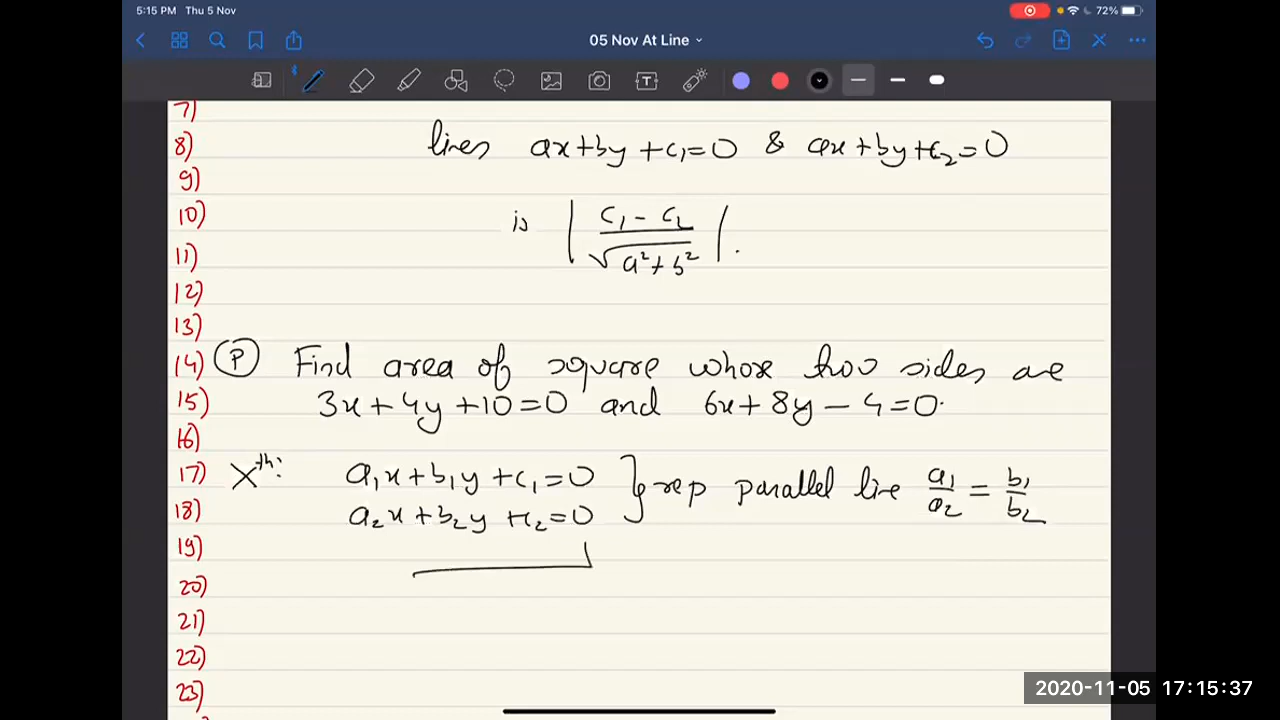 5:15 PM Thu 5 Nov
72%
05 Nov At Line
7)
8) lines ax+by+c₁=0 & ax+by+c₂=0
9)
10) is | c₁ - c₂ / √a²+b² | .
11)
12)
13)
14) (P) Find area of square whose two sides are
15) 3x+4y+10=0 and 6x+8y-4=0.
16)
17) Xth: a₁x+b₁y+c₁=0 } rep parallel line a₁/a₂ = b₁/b₂
18) a₂x+b₂y+c₂=0
19)
20)
21)
22)
23)
2020-11-05 17:15:37